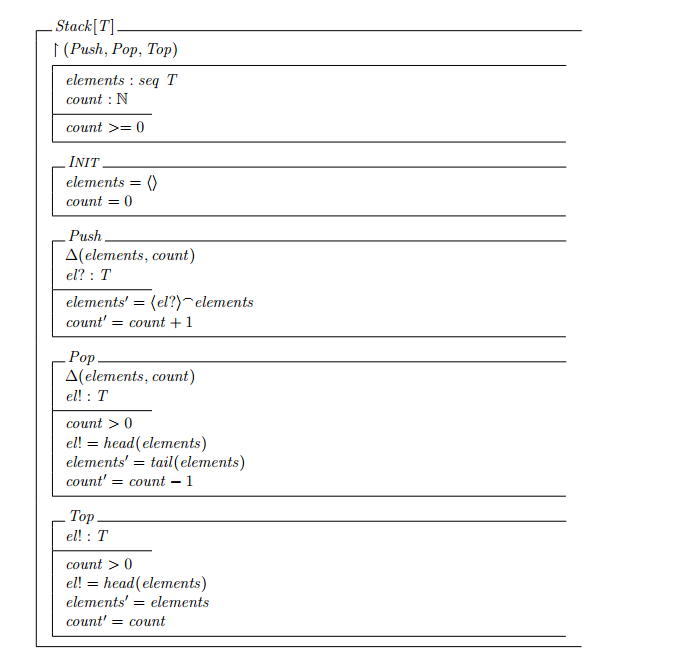 Stack[T]
↾ (Push, Pop, Top)
elements : seq T
count : ℕ
count >= 0
INIT
elements = ⟨⟩
count = 0
Push
Δ(elements, count)
el? : T
elements′ = ⟨el?⟩⌢elements
count′ = count + 1
Pop
Δ(elements, count)
el! : T
count > 0
el! = head(elements)
elements′ = tail(elements)
count′ = count − 1
Top
el! : T
count > 0
el! = head(elements)
elements′ = elements
count′ = count